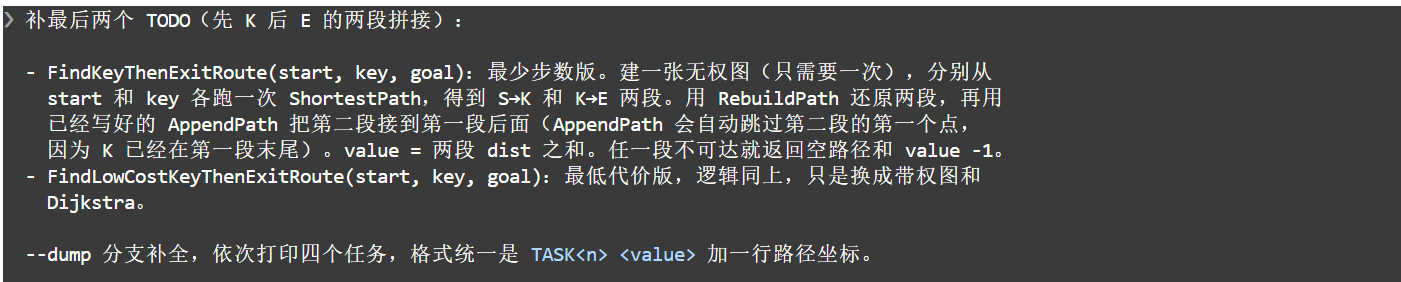 ❯ 补最后两个 TODO（先 K 后 E 的两段拼接）：
- FindKeyThenExitRoute(start, key, goal)：最少步数版。建一张无权图（只需要一次），分别从
start 和 key 各跑一次 ShortestPath，得到 S→K 和 K→E 两段。用 RebuildPath 还原两段，再用
已经写好的 AppendPath 把第二段接到第一段后面（AppendPath 会自动跳过第二段的第一个点，
因为 K 已经在第一段末尾）。value = 两段 dist 之和。任一段不可达就返回空路径和 value -1。
- FindLowCostKeyThenExitRoute(start, key, goal)：最低代价版，逻辑同上，只是换成带权图和
Dijkstra。
--dump 分支补全，依次打印四个任务，格式统一是 TASK<n> <value> 加一行路径坐标。